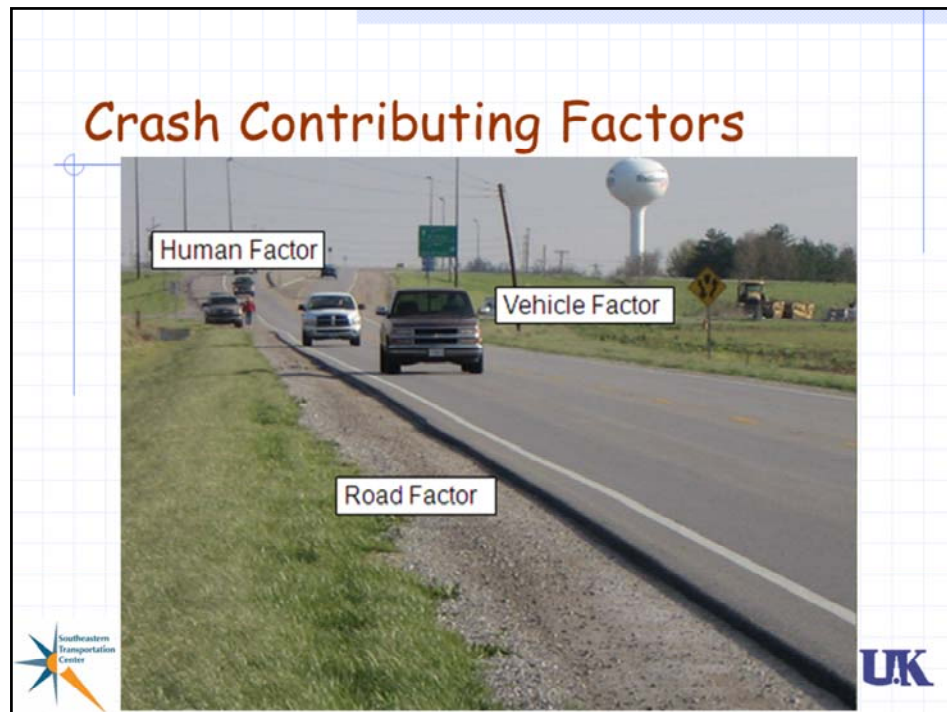 Crash Contributing Factors
Human Factor
Vehicle Factor
Road Factor
Southeastern
Transportation
Center
UK